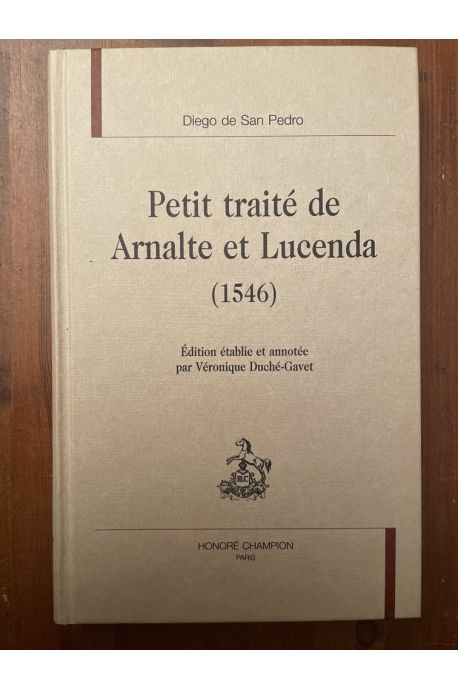 Diego de San Pedro
Petit traité de
Arnalte et Lucenda
(1546)
Édition établie et annotée
par Véronique Duché-Gavet
HONORÉ CHAMPION
PARIS